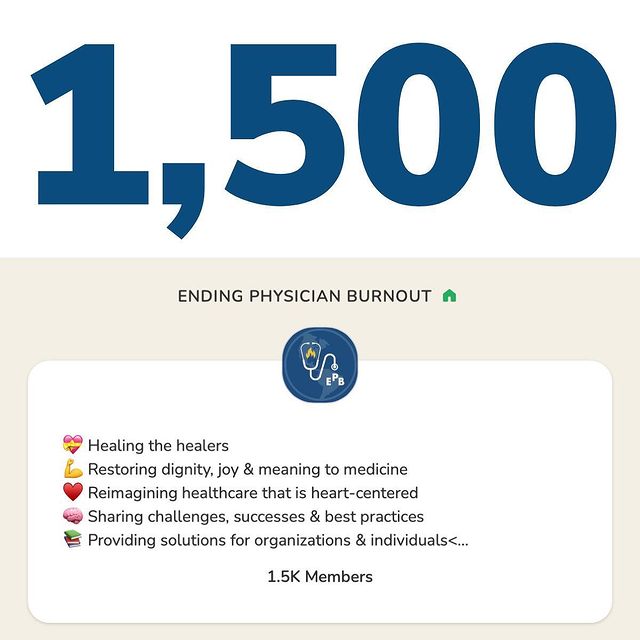 1,500
ENDING PHYSICIAN BURNOUT
EPB
💝 Healing the healers
💪 Restoring dignity, joy & meaning to medicine
❤️ Reimagining healthcare that is heart-centered
🧠 Sharing challenges, successes & best practices
📚 Providing solutions for organizations & individuals<...
1.5K Members